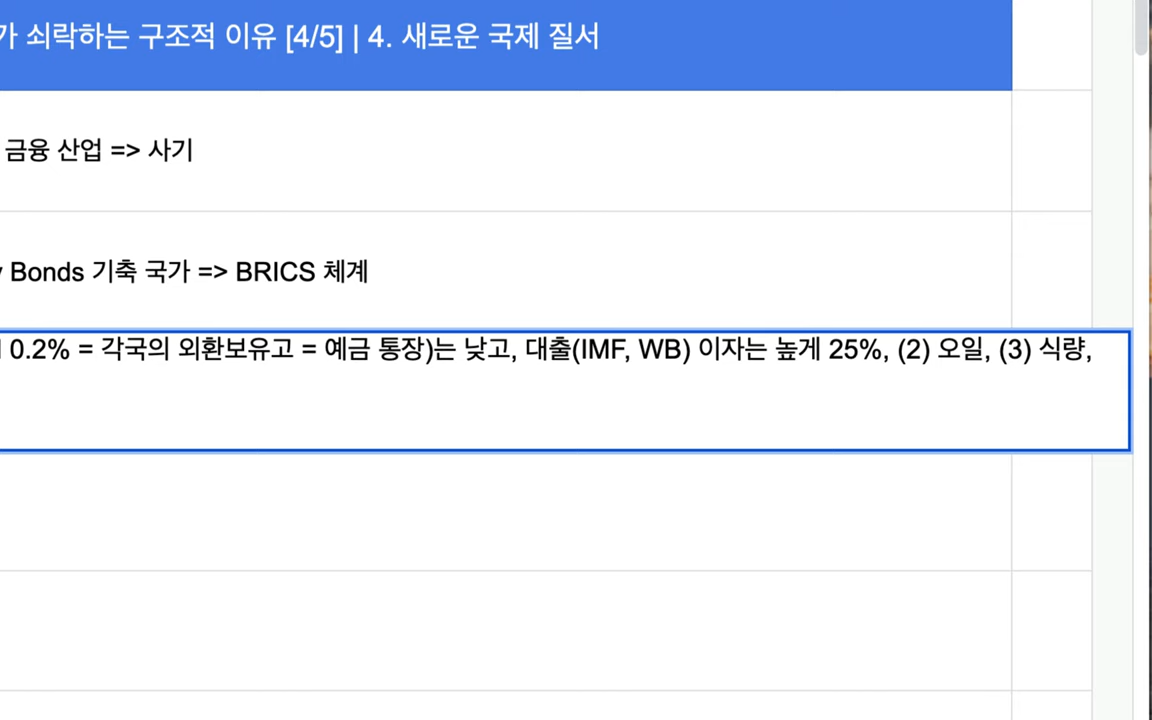 가 쇠락하는 구조적 이유 [4/5] | 4. 새로운 국제 질서
금융 산업 => 사기
Bonds 기축 국가 => BRICS 체계
0.2% = 각국의 외환보유고 = 예금 통장)는 낮고, 대출(IMF, WB) 이자는 높게 25%, (2) 오일, (3) 식량,